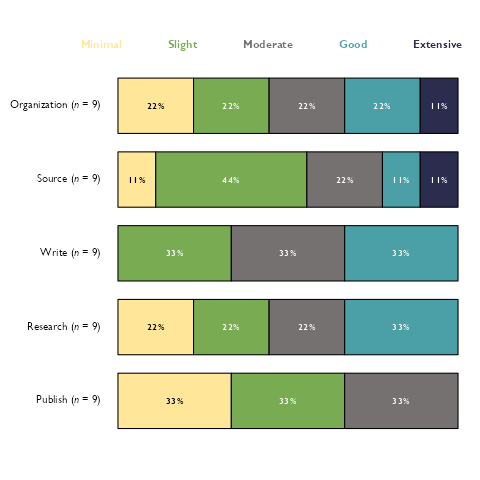 Minimal Slight Moderate Good Extensive
Organization (n = 9) 22% 22% 22% 22% 11%
Source (n = 9) 11% 44% 22% 11% 11%
Write (n = 9) 33% 33% 33%
Research (n = 9) 22% 22% 22% 33%
Publish (n = 9) 33% 33% 33%